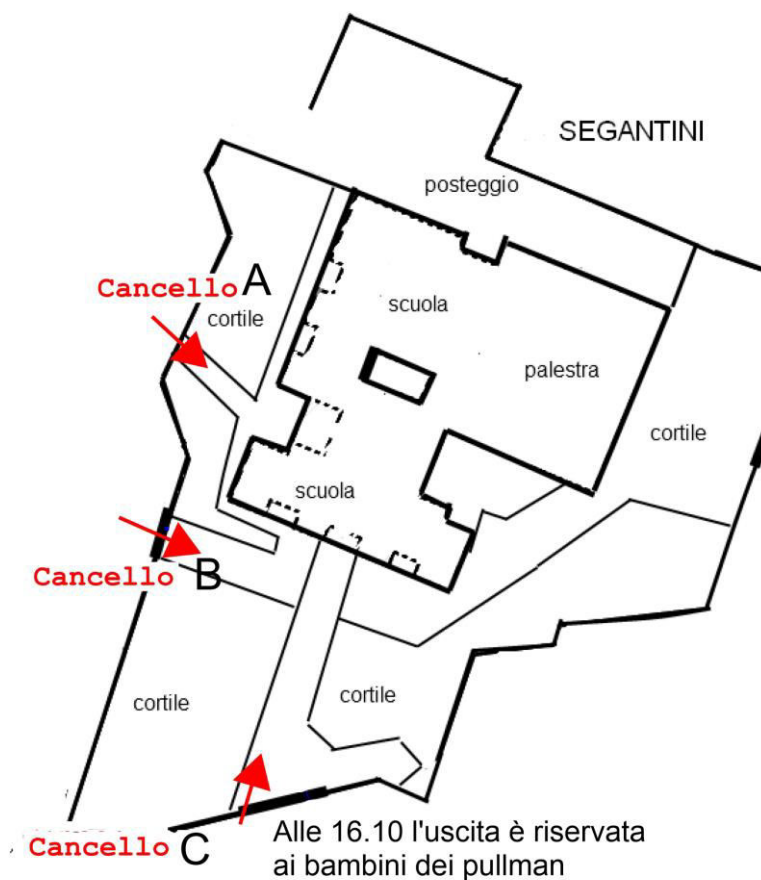 SEGANTINI
posteggio
Cancello A
cortile
scuola
palestra
cortile
scuola
Cancello B
cortile
cortile
Cancello C
Alle 16.10 l'uscita è riservata
ai bambini dei pullman